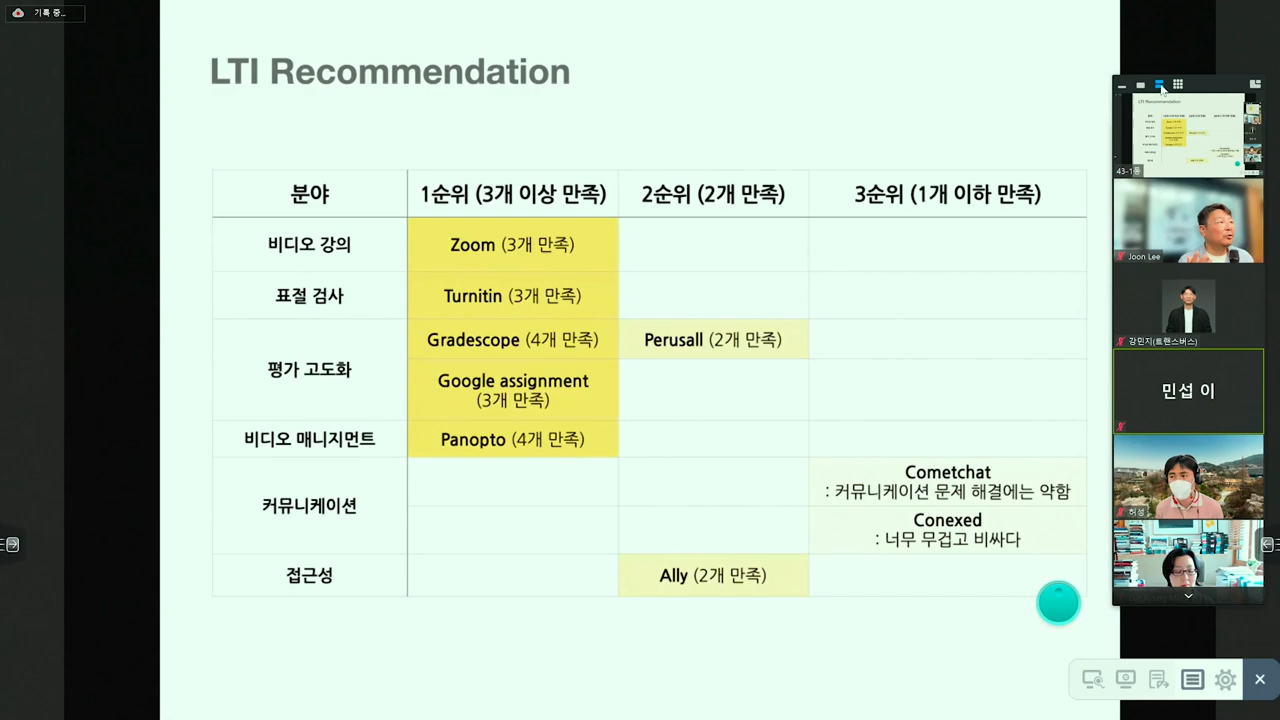 기록 중...
LTI Recommendation
분야
1순위 (3개 이상 만족)
2순위 (2개 만족)
3순위 (1개 이하 만족)
비디오 강의
Zoom (3개 만족)
표절 검사
Turnitin (3개 만족)
평가 고도화
Gradescope (4개 만족)
Perusall (2개 만족)
Google assignment
(3개 만족)
비디오 매니지먼트
Panopto (4개 만족)
커뮤니케이션
Cometchat
: 커뮤니케이션 문제 해결에는 약함
Conexed
: 너무 무겁고 비싸다
접근성
Ally (2개 만족)
LTI Recommendation
Joon Lee
강민지(트랜스버스)
민섭 이
허성